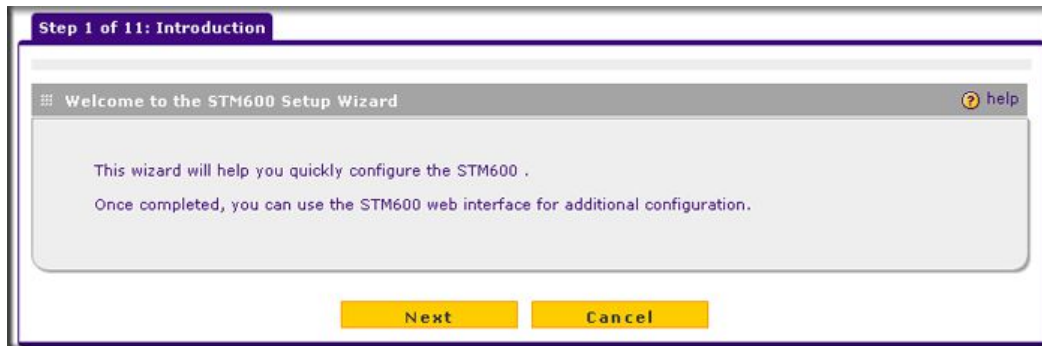 Step 1 of 11: Introduction
Welcome to the STM600 Setup Wizard
? help
This wizard will help you quickly configure the STM600 .
Once completed, you can use the STM600 web interface for additional configuration.
Next
Cancel